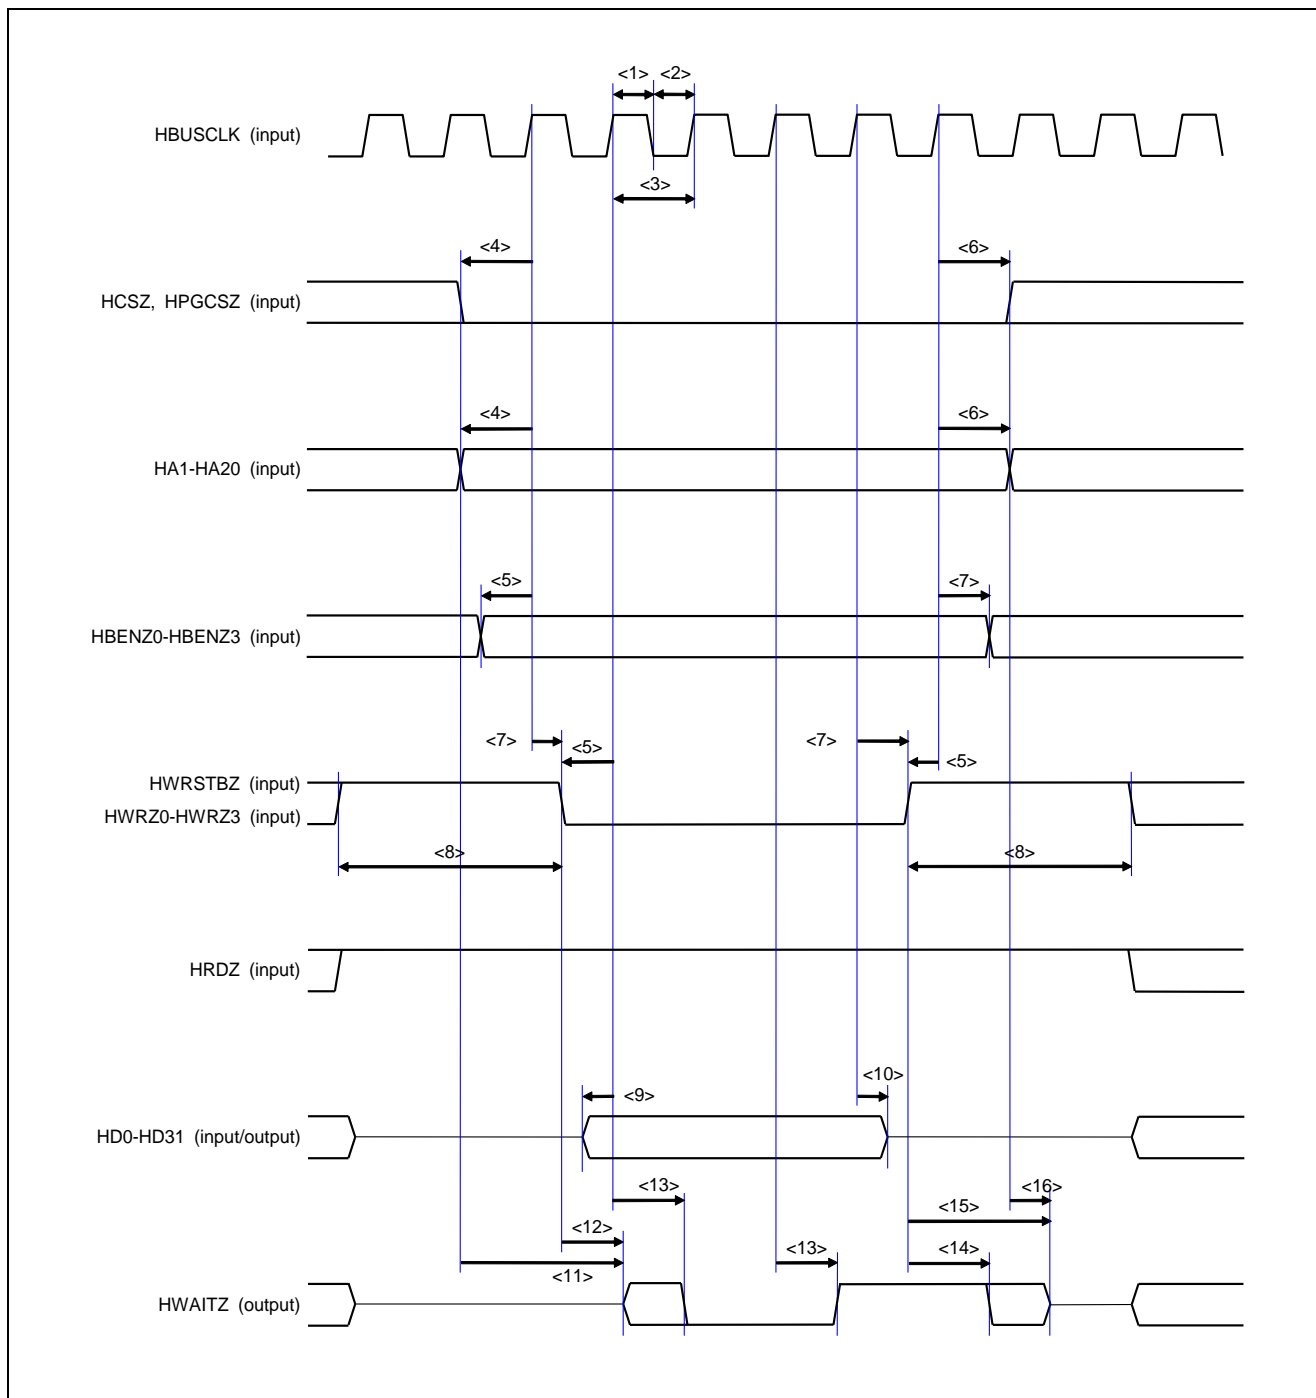 <1> <2>
HBUSCLK (input)
<3>
<4> <6>
HCSZ, HPGCSZ (input)
<4> <6>
HA1-HA20 (input)
<5> <7>
HBENZ0-HBENZ3 (input)
<7> <5> <7> <5>
HWRSTBZ (input)
HWRZ0-HWRZ3 (input)
<8> <8>
HRDZ (input)
<9> <10>
HD0-HD31 (input/output)
<13> <16>
<15>
<12>
<13> <14>
<11>
HWAITZ (output)